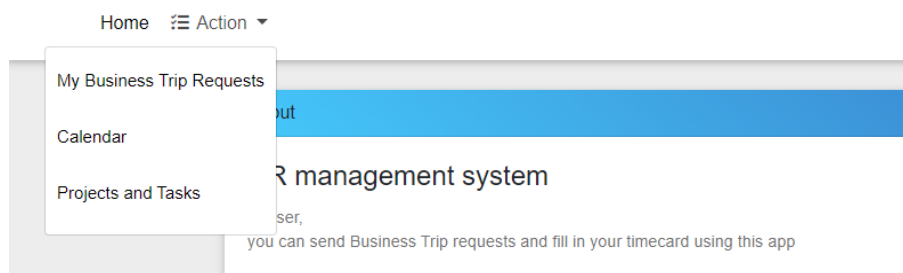 Home Action
My Business Trip Requests
Calendar
Projects and Tasks
management system
you can send Business Trip requests and fill in your timecard using this app